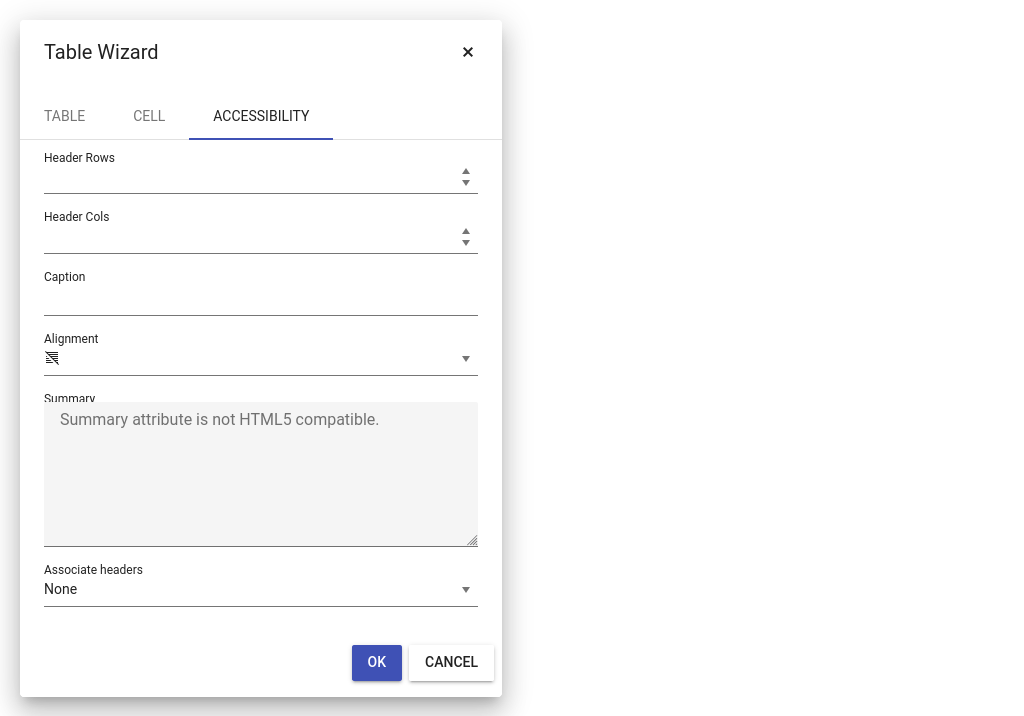 Table Wizard
TABLE CELL ACCESSIBILITY
Header Rows
Header Cols
Caption
Alignment
Summary
Summary attribute is not HTML5 compatible.
Associate headers
None
OK CANCEL